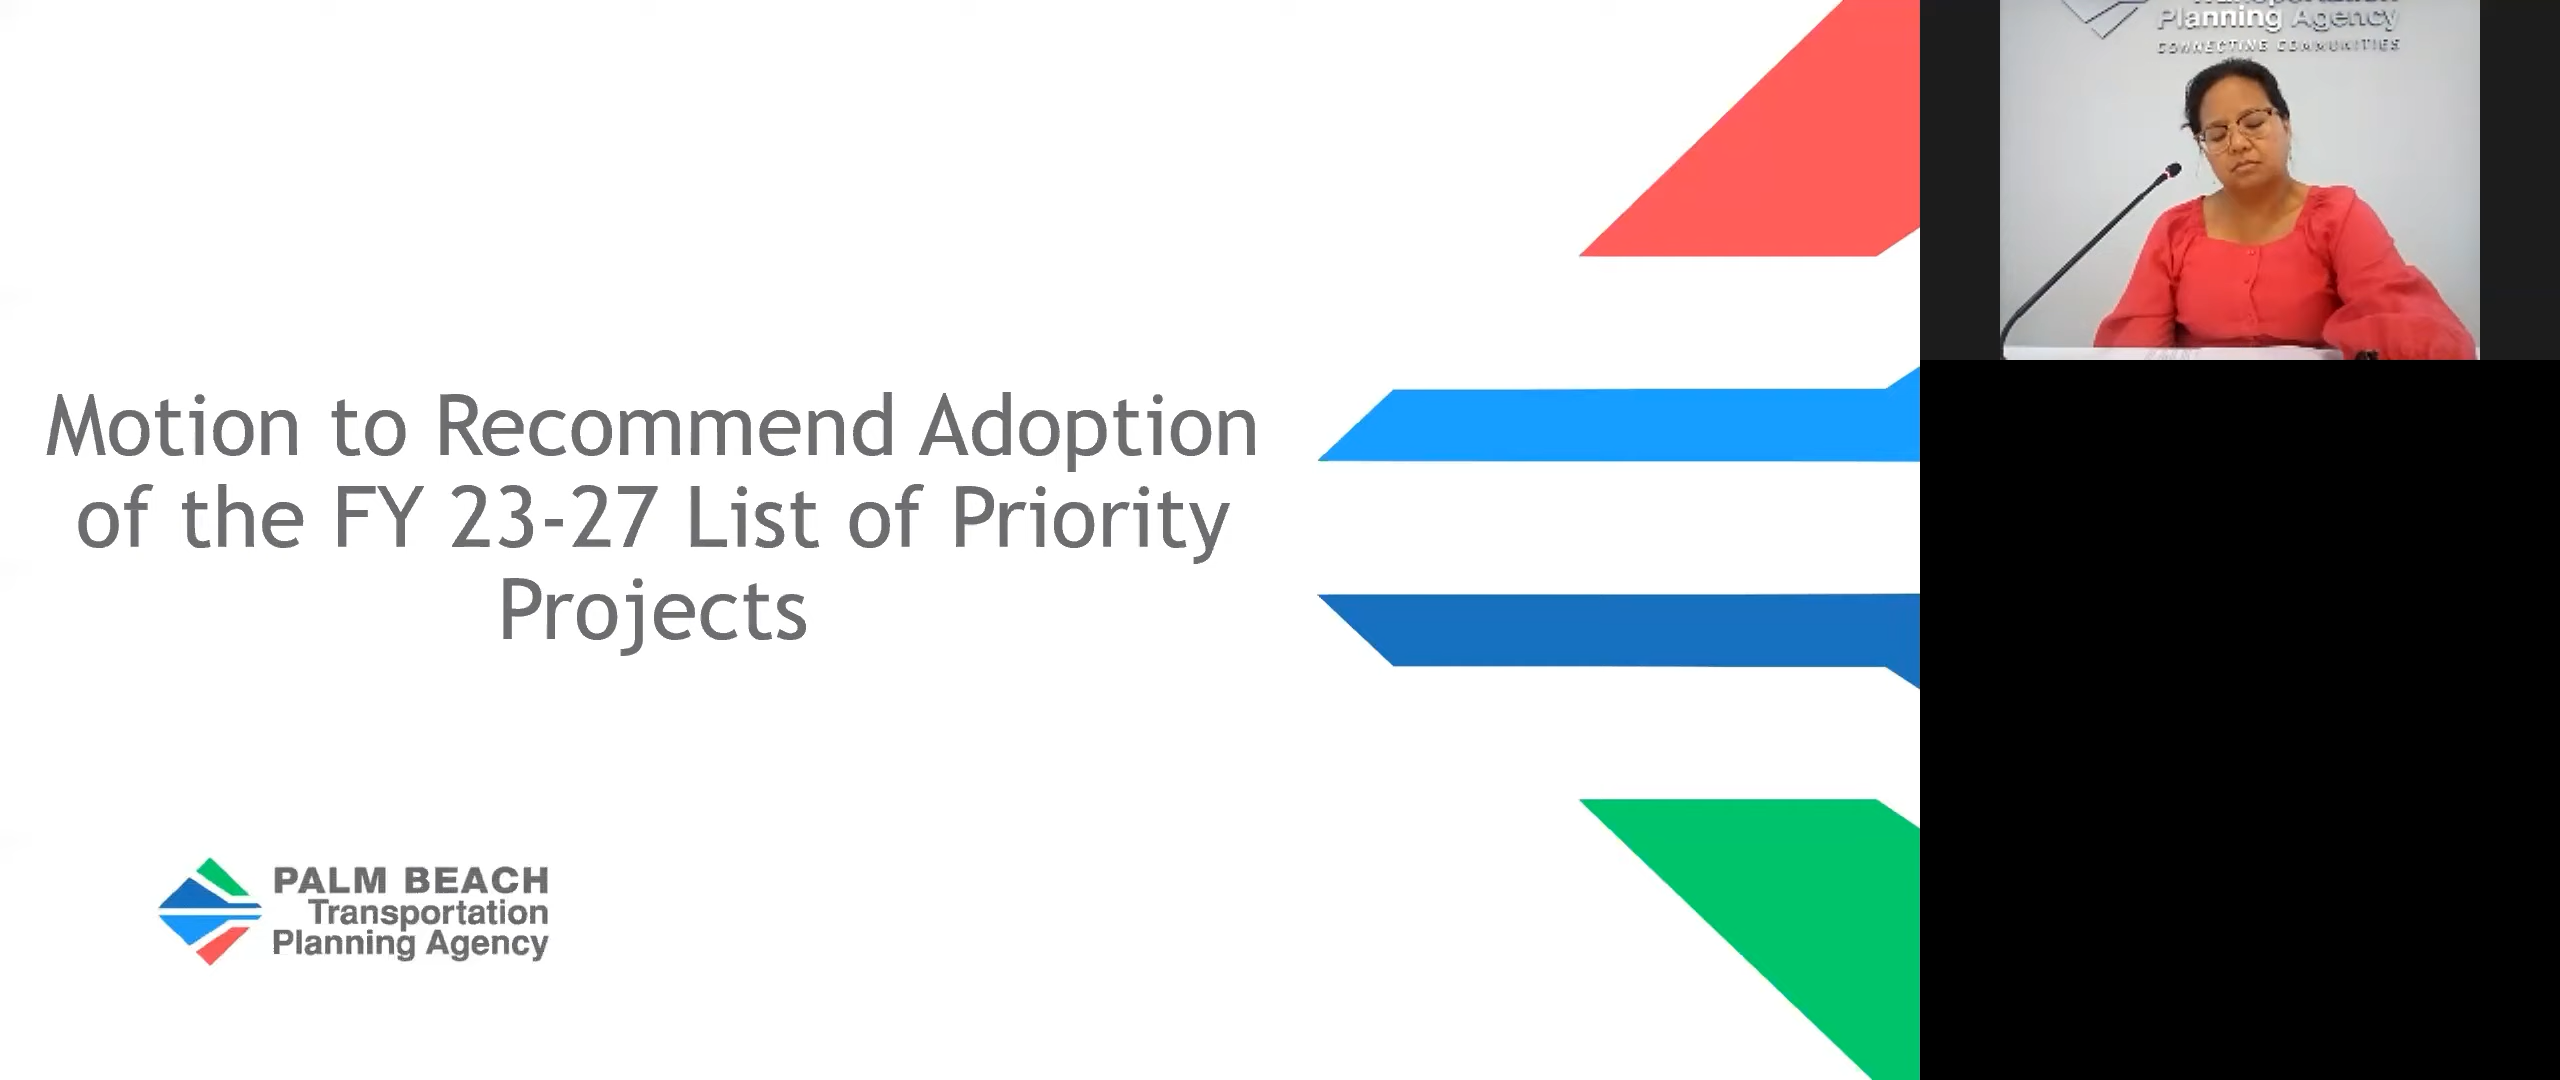 Motion to Recommend Adoption
of the FY 23-27 List of Priority
Projects
PALM BEACH
Transportation
Planning Agency
Transportation
Planning Agency
CONNECTING COMMUNITIES